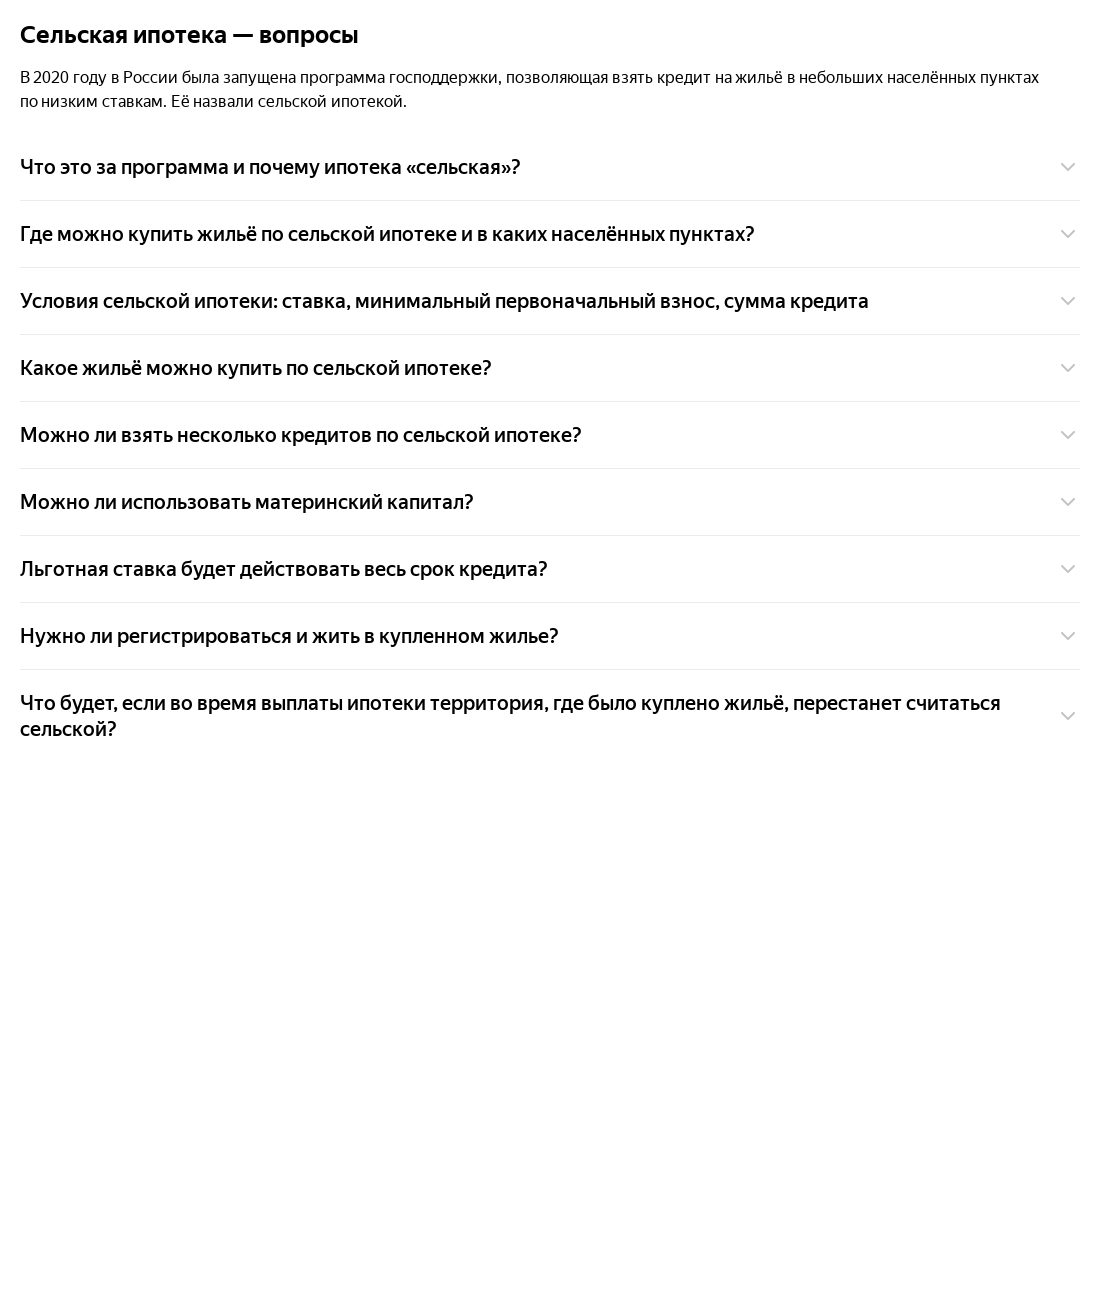 Сельская ипотека — вопросы
В 2020 году в России была запущена программа господдержки, позволяющая взять кредит на жильё в небольших населённых пунктах
по низким ставкам. Её назвали сельской ипотекой.
Что это за программа и почему ипотека «сельская»?
Где можно купить жильё по сельской ипотеке и в каких населённых пунктах?
Условия сельской ипотеки: ставка, минимальный первоначальный взнос, сумма кредита
Какое жильё можно купить по сельской ипотеке?
Можно ли взять несколько кредитов по сельской ипотеке?
Можно ли использовать материнский капитал?
Льготная ставка будет действовать весь срок кредита?
Нужно ли регистрироваться и жить в купленном жилье?
Что будет, если во время выплаты ипотеки территория, где было куплено жильё, перестанет считаться
сельской?